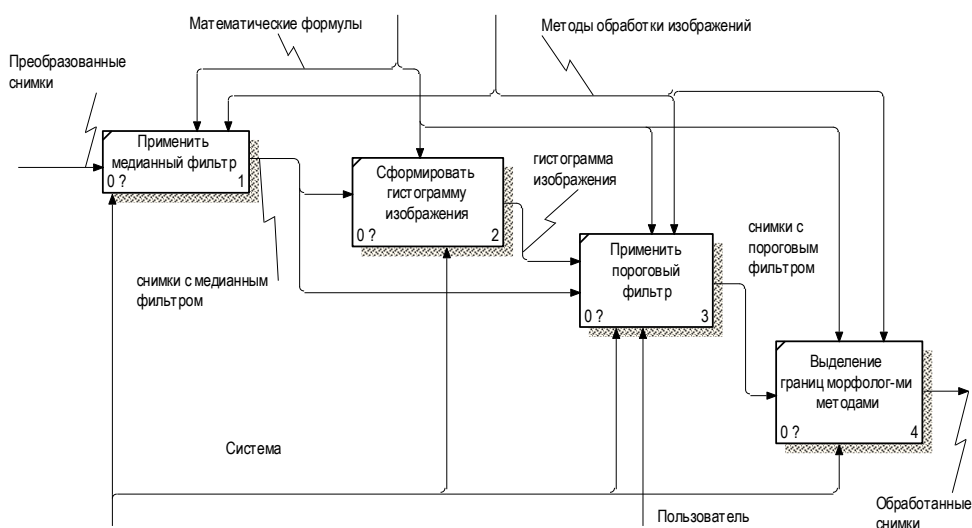 Математические формулы
Методы обработки изображений
Преобразованные
снимки
Применить
медианный фильтр
0 ?
1
Сформировать
гистограмму
изображения
0 ?
2
гистограмма
изображения
Применить
пороговый
фильтр
0 ?
3
снимки с
пороговым
фильтром
снимки с медианным
фильтром
Выделение
границ морфолог-ми
методами
0 ?
4
Система
Пользователь
Обработанные
снимки